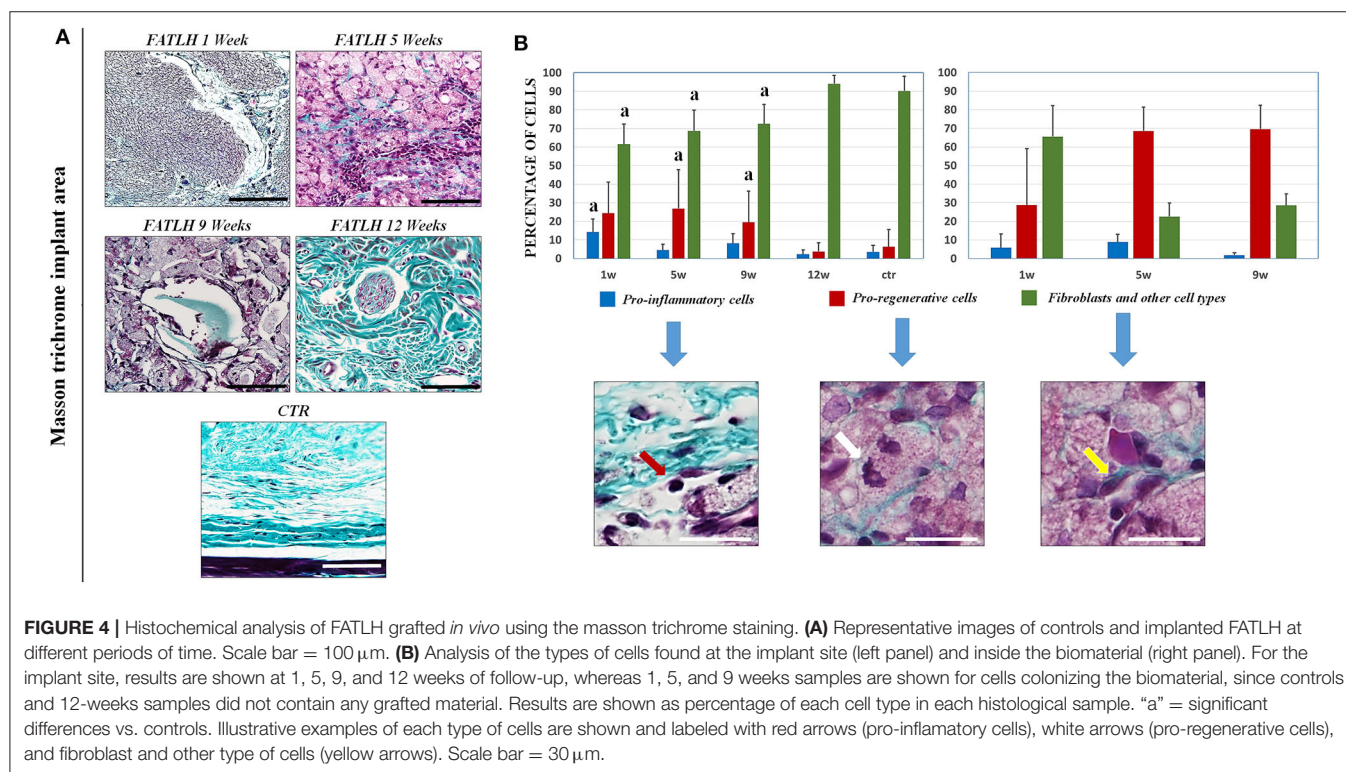 A
Masson trichrome implant area
FATLH 1 Week
FATLH 5 Weeks
FATLH 9 Weeks
FATLH 12 Weeks
CTR
B
PERCENTAGE OF CELLS
100
90
80
70
60
50
40
30
20
10
0
a
a
a
a
a
a
1w
5w
9w
12w
ctr
100
90
80
70
60
50
40
30
20
10
0
1w
5w
9w
Pro-inflammatory cells
Pro-regenerative cells
Fibroblasts and other cell types
FIGURE 4 | Histochemical analysis of FATLH grafted in vivo using the masson trichrome staining. (A) Representative images of controls and implanted FATLH at
different periods of time. Scale bar = 100 μm. (B) Analysis of the types of cells found at the implant site (left panel) and inside the biomaterial (right panel). For the
implant site, results are shown at 1, 5, 9, and 12 weeks of follow-up, whereas 1, 5, and 9 weeks samples are shown for cells colonizing the biomaterial, since controls
and 12-weeks samples did not contain any grafted material. Results are shown as percentage of each cell type in each histological sample. “a” = significant
differences vs. controls. Illustrative examples of each type of cells are shown and labeled with red arrows (pro-inflamatory cells), white arrows (pro-regenerative cells),
and fibroblast and other type of cells (yellow arrows). Scale bar = 30 μm.